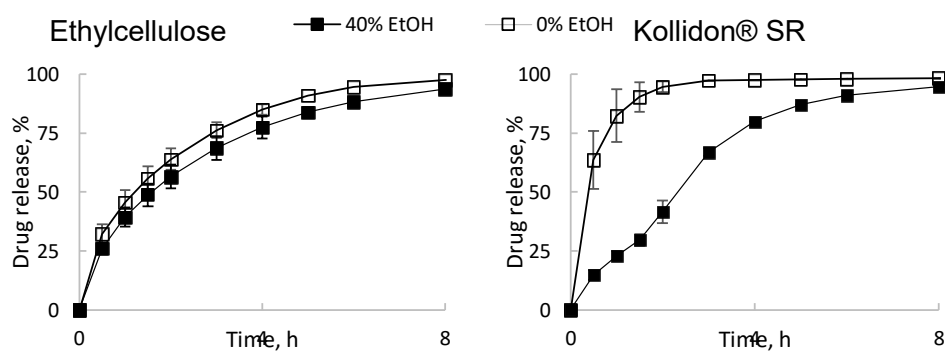 Ethylcellulose
40% EtOH
0% EtOH
Kollidon® SR
Drug release, %
100
75
50
25
0
0
4
8
Time, h
Drug release, %
100
75
50
25
0
0
4
8
Time, h